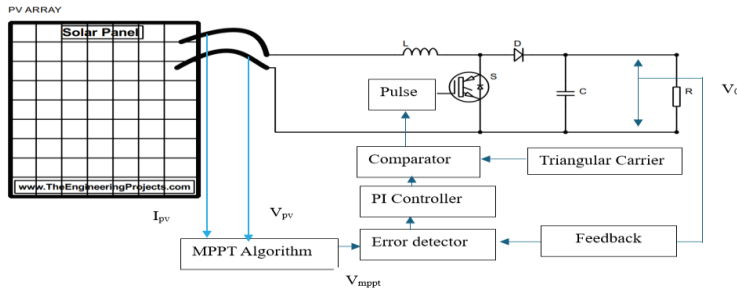 PV ARRAY
Solar Panel
L
D
S
C
R
Pulse
Comparator
Triangular Carrier
www.TheEngineeringProjects.com
PI Controller
Ipv
Vpv
MPPT Algorithm
Error detector
Feedback
Vmppt